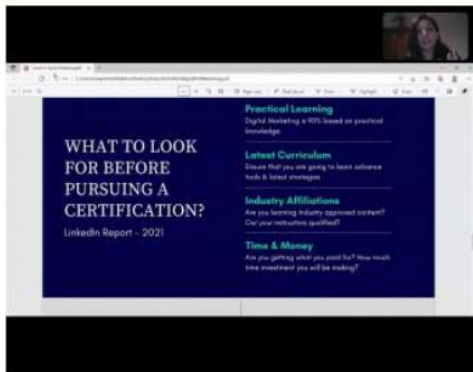 WHAT TO LOOK
FOR BEFORE
PURSUING A
CERTIFICATION?
LinkedIn Report - 2021
Practical Learning
Digital Marketing is 90% based on practical
knowledge.
Latest Curriculum
Ensure that you are going to learn advance
tools & latest strategies
Industry Affiliations
Are you learning industry approved content?
Our your instructors qualified?
Time & Money
Are you getting what you paid for? How much
time investment you will be making?